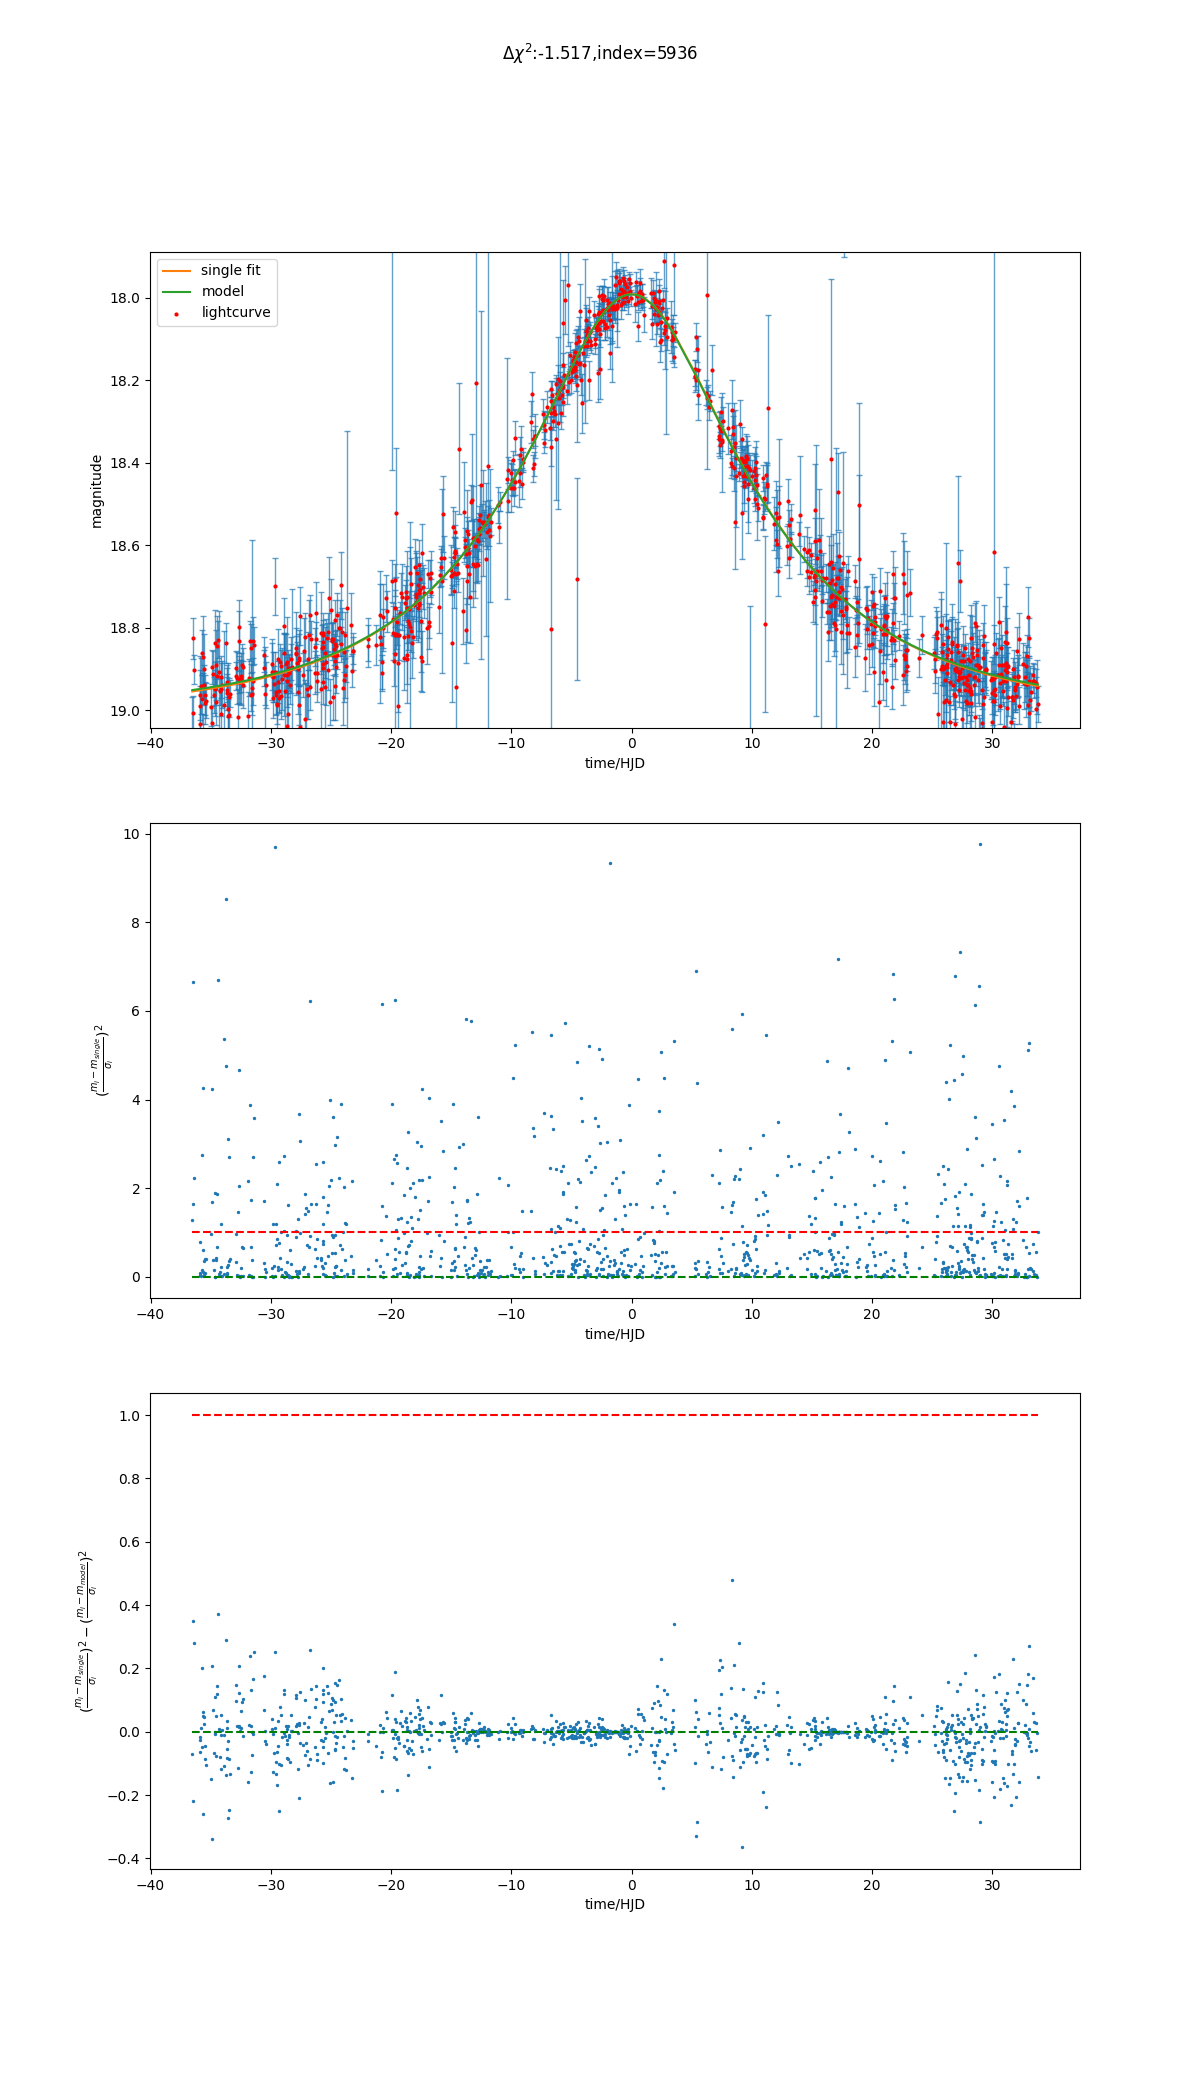 Δχ²:-1.517,index=5936
single fit
model
lightcurve
magnitude
18.0
18.2
18.4
18.6
18.8
19.0
−40 −30 −20 −10 0 10 20 30
time/HJD
(\frac{m_i − m_{single}}{σ_i})²
10
8
6
4
2
0
−40 −30 −20 −10 0 10 20 30
time/HJD
(\frac{m_i − m_{single}}{σ_i})² − (\frac{m_i − m_{model}}{σ_i})²
1.0
0.8
0.6
0.4
0.2
0.0
−0.2
−0.4
−40 −30 −20 −10 0 10 20 30
time/HJD